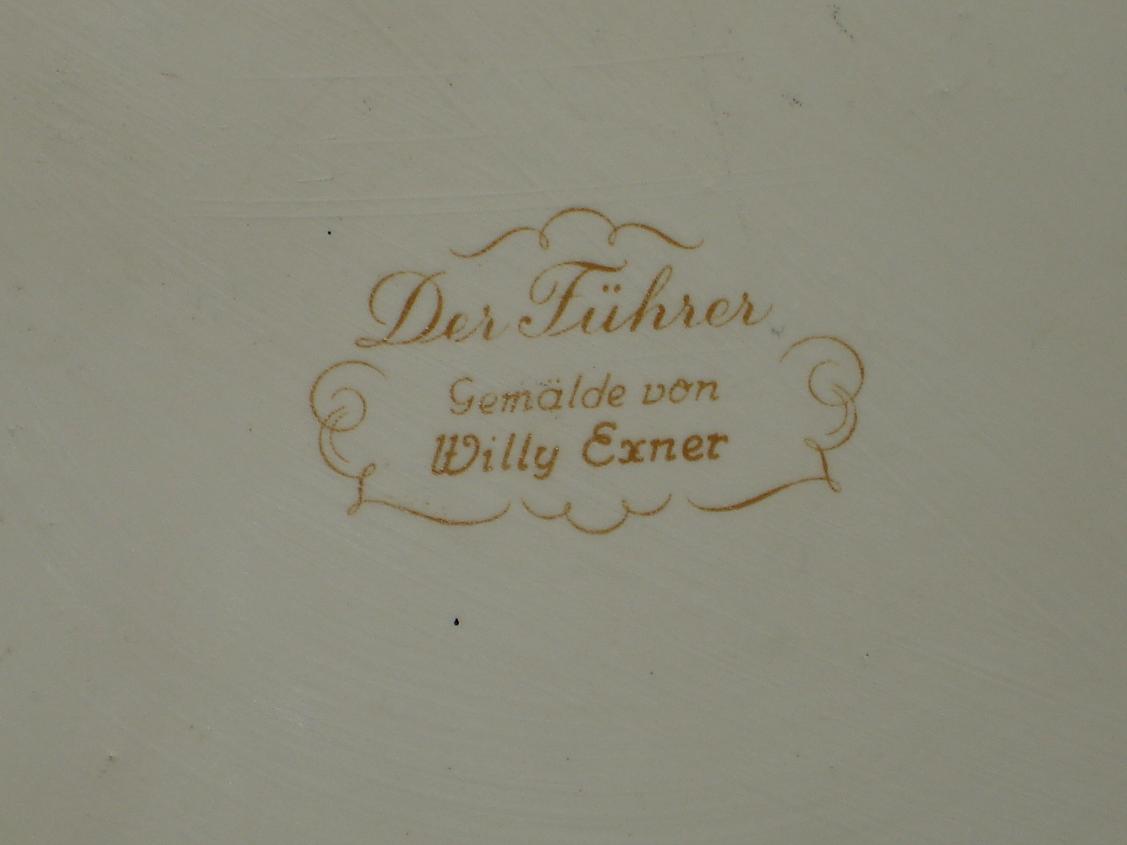 Der Führer
Gemälde von
Willy Exner